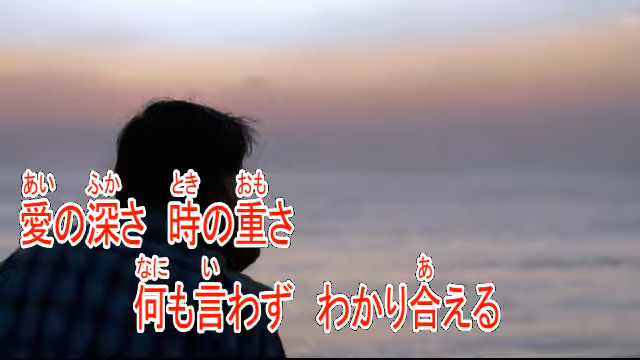 あい ふか とき おも
愛の深さ 時の重さ
なに い あ
何も言わず わかり合える